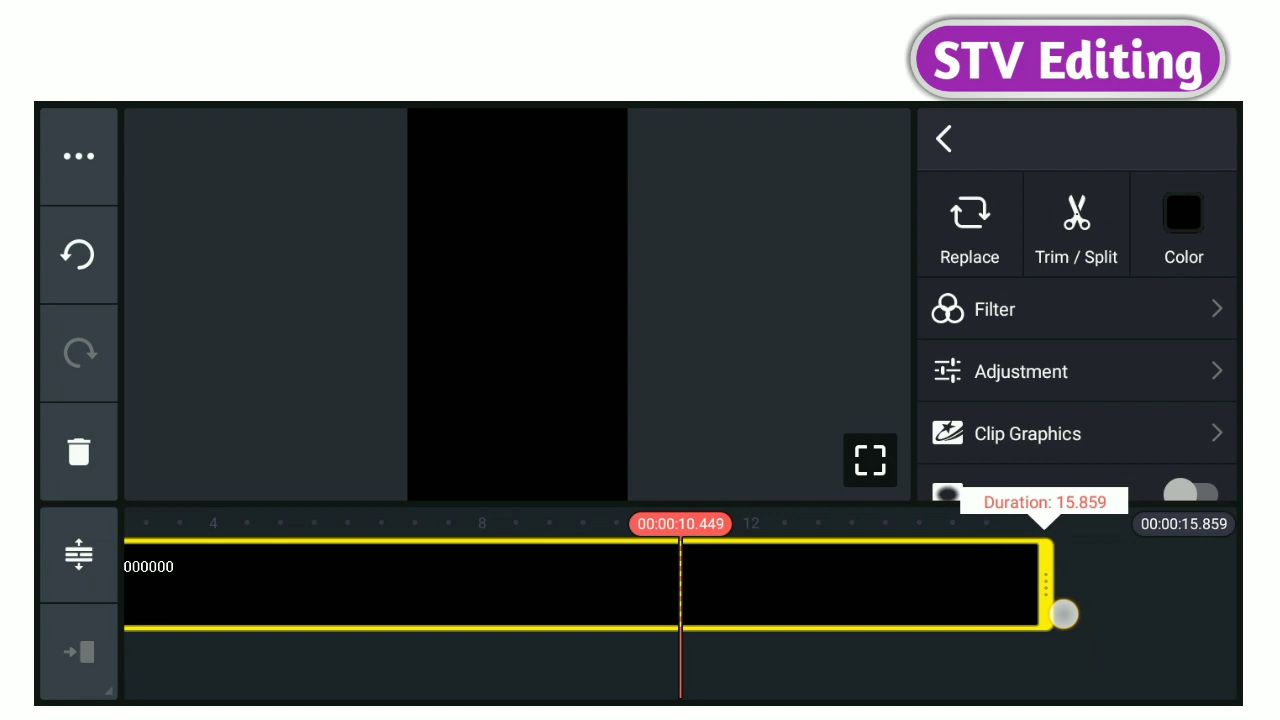 STV Editing
Replace
Trim / Split
Color
Filter
Adjustment
Clip Graphics
Duration: 15.859
4
8
00:00:10.449
12
00:00:15.859
000000